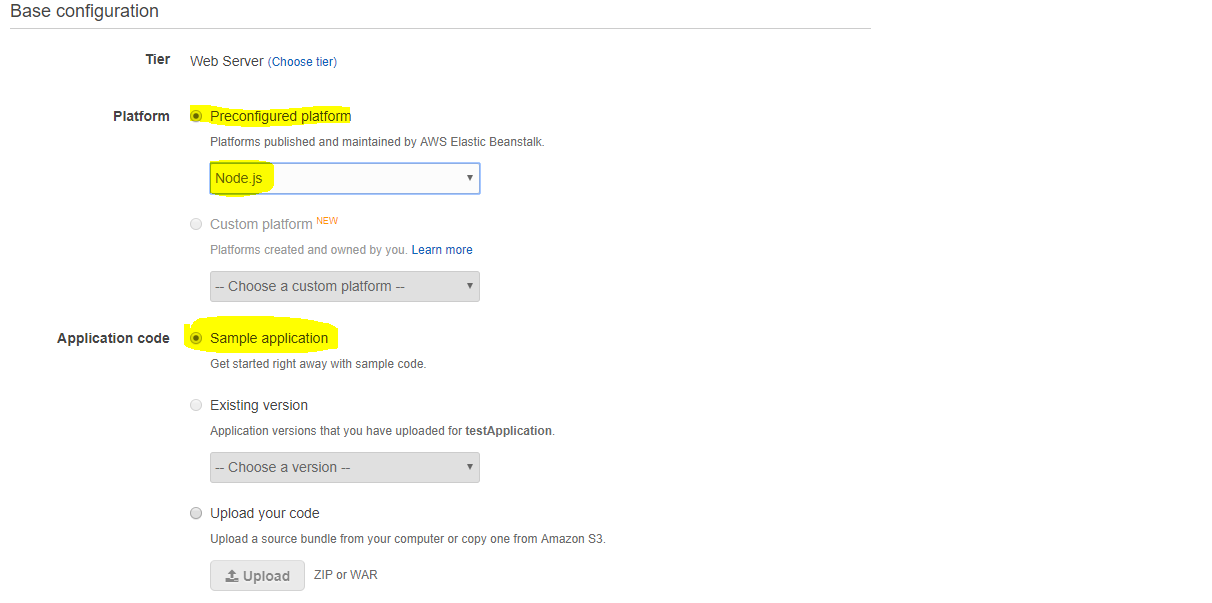 Base configuration
Tier Web Server (Choose tier)
Platform Preconfigured platform
Platforms published and maintained by AWS Elastic Beanstalk.
Node.js
Custom platform NEW
Platforms created and owned by you. Learn more
-- Choose a custom platform --
Application code Sample application
Get started right away with sample code.
Existing version
Application versions that you have uploaded for testApplication.
-- Choose a version --
Upload your code
Upload a source bundle from your computer or copy one from Amazon S3.
Upload ZIP or WAR